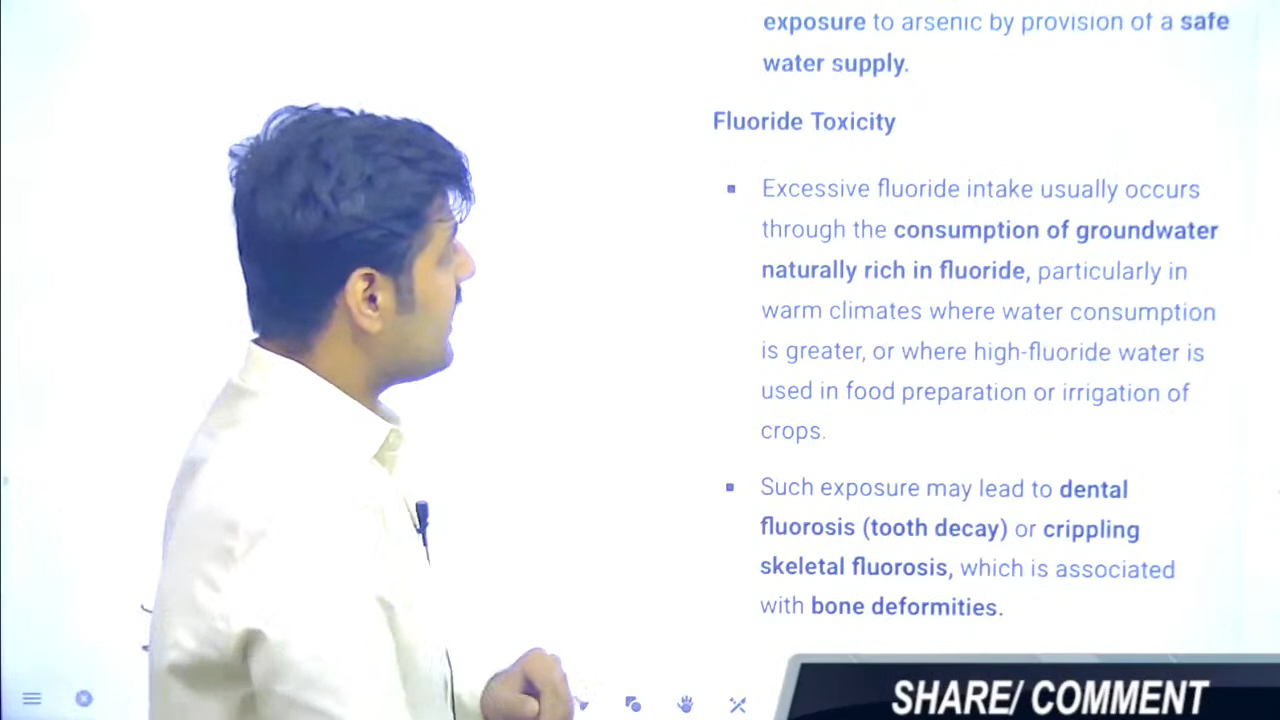 exposure to arsenic by provision of a safe
water supply.
Fluoride Toxicity
Excessive fluoride intake usually occurs
through the consumption of groundwater
naturally rich in fluoride, particularly in
warm climates where water consumption
is greater, or where high-fluoride water is
used in food preparation or irrigation of
crops.
Such exposure may lead to dental
fluorosis (tooth decay) or crippling
skeletal fluorosis, which is associated
with bone deformities.
SHARE/ COMMENT